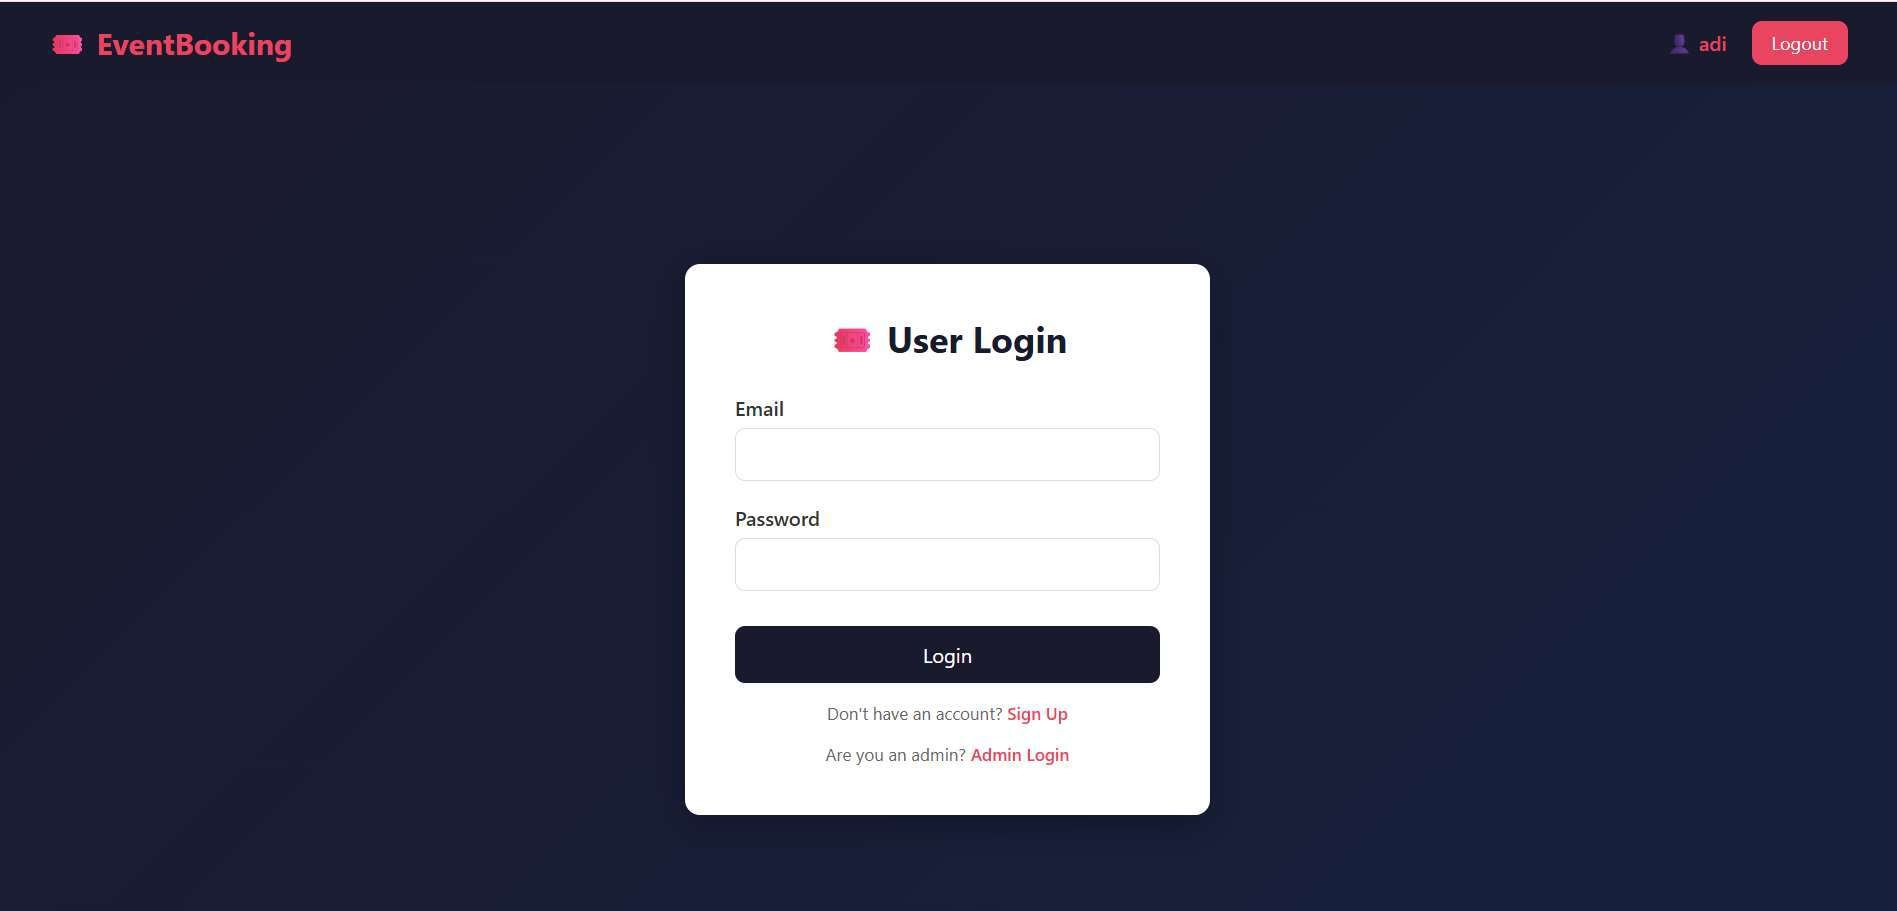 EventBooking
adi
Logout
User Login
Email
Password
Login
Don't have an account? Sign Up
Are you an admin? Admin Login